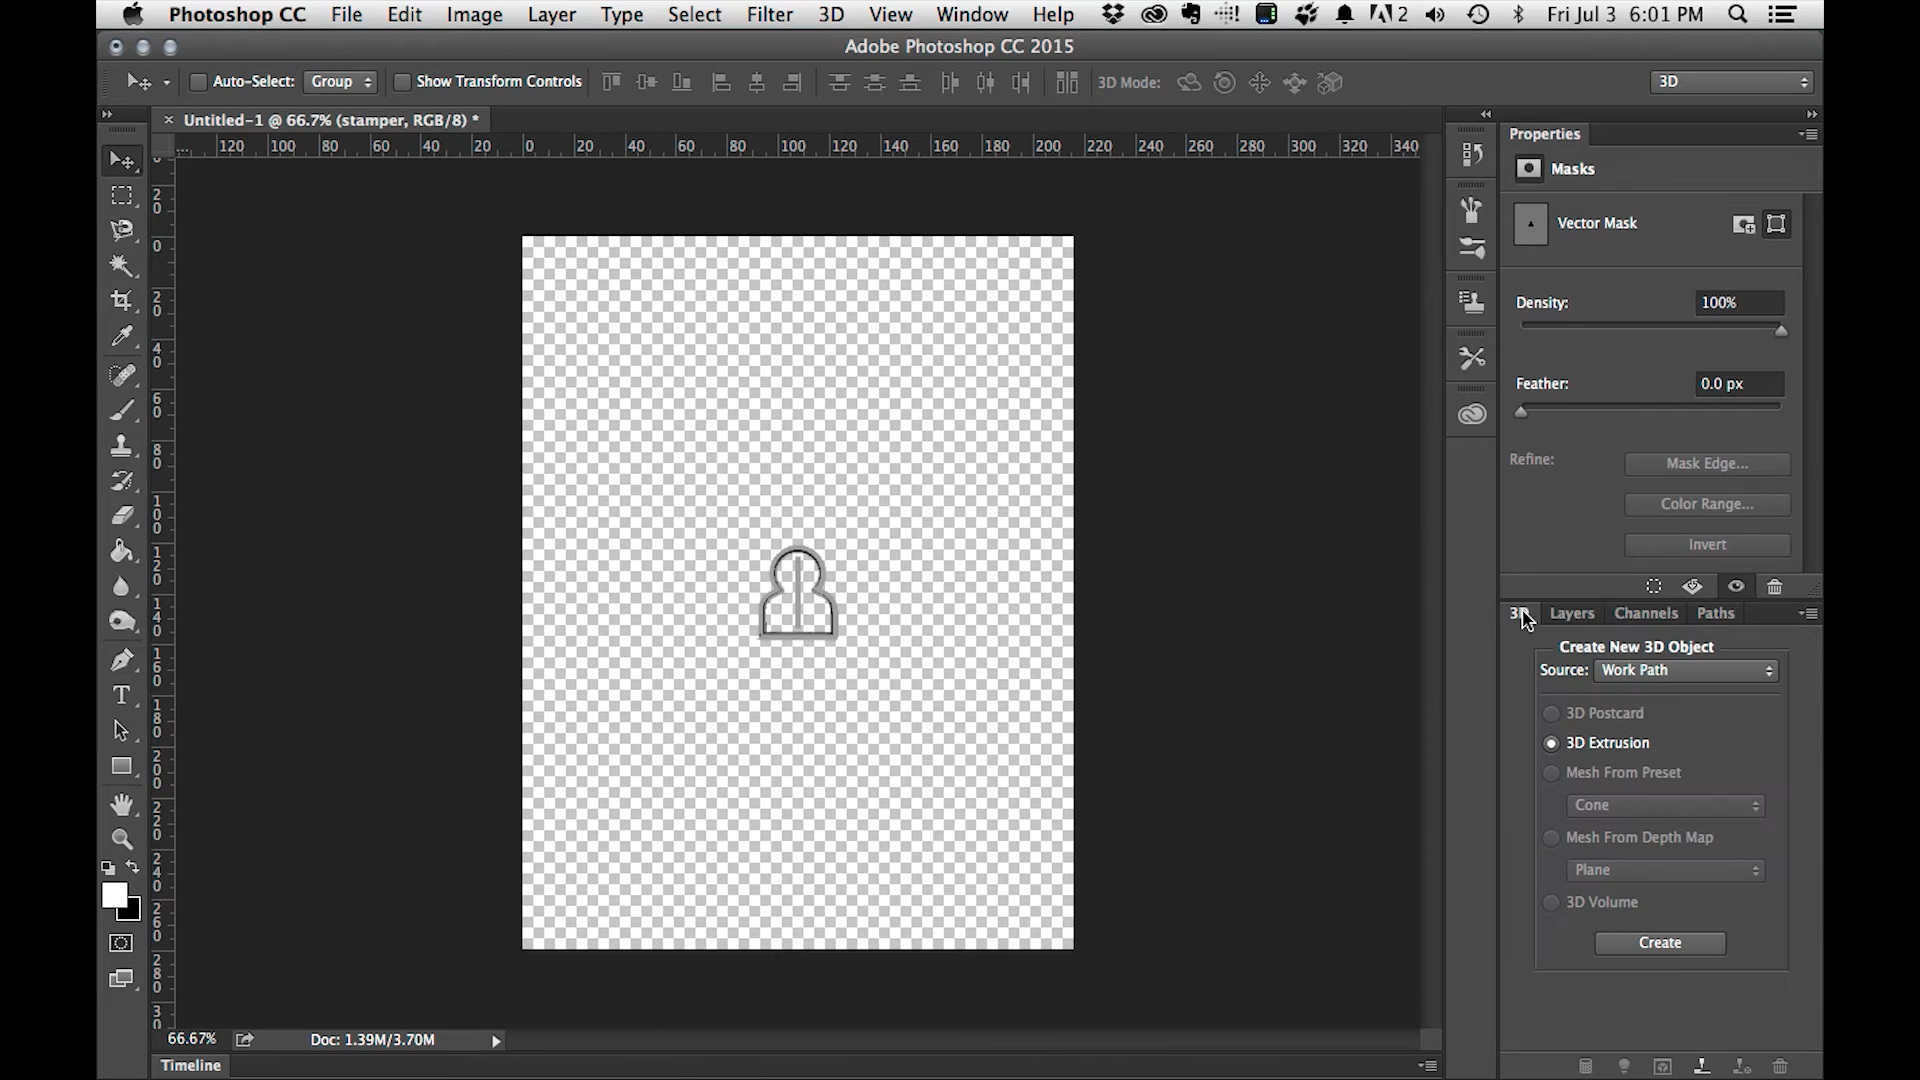 Photoshop CC File Edit Image Layer Type Select Filter 3D View Window Help 2 Fri Jul 3 6:01 PM
Adobe Photoshop CC 2015
Auto-Select: Group Show Transform Controls 3D Mode: 3D
× Untitled-1 @ 66.7% (stamper, RGB/8) *
120 100 80 60 40 20 0 20 40 60 80 100 120 140 160 180 200 220 240 260 280 300 320 340
20
0
20
40
60
80
100
120
140
160
180
200
220
240
260
280
30
Properties
Masks
Vector Mask
Density: 100%
Feather: 0.0 px
Refine: Mask Edge...
Color Range...
Invert
3D Layers Channels Paths
Create New 3D Object
Source: Work Path
3D Postcard
3D Extrusion
Mesh From Preset
Cone
Mesh From Depth Map
Plane
3D Volume
Create
T
66.67% Doc: 1.39M/3.70M
Timeline